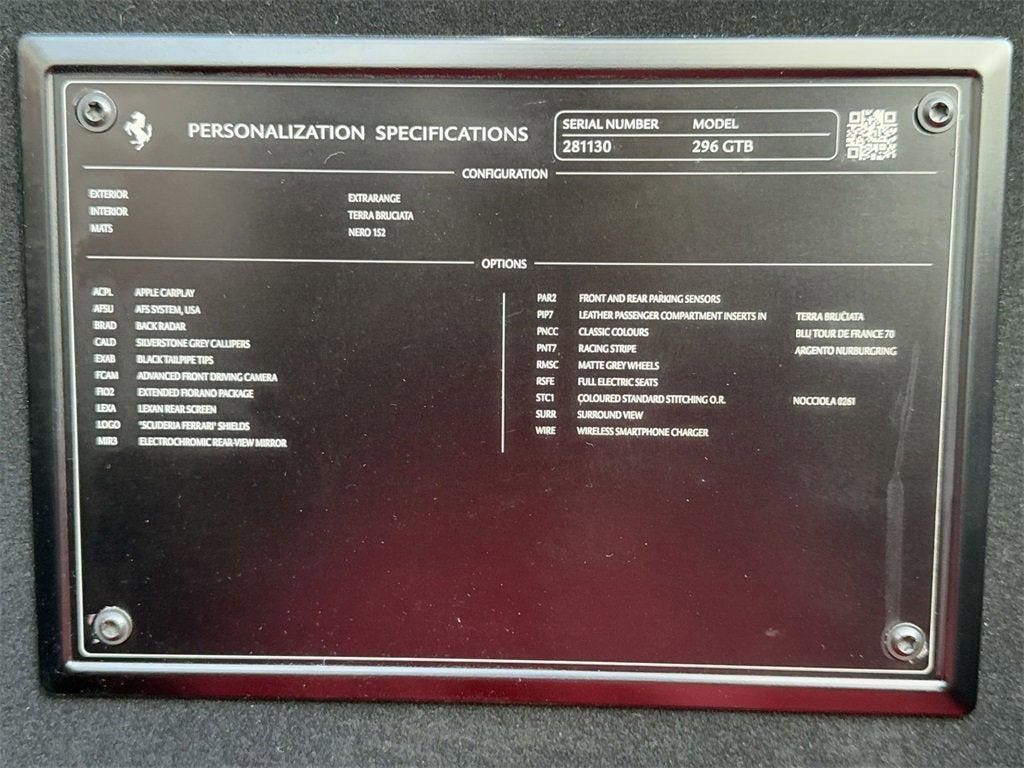 PERSONALIZATION SPECIFICATIONS
SERIAL NUMBER MODEL
281130 296 GTB
CONFIGURATION
EXTERIOR EXTRARANGE
INTERIOR TERRA BRUCIATA
MATS NERO 152
OPTIONS
ACPL APPLE CARPLAY
AFSU AFS SYSTEM, USA
BRAD BACK RADAR
CALD SILVERSTONE GREY CALLIPERS
EXAB BLACK TAILPIPE TIPS
FCAM ADVANCED FRONT DRIVING CAMERA
FIO2 EXTENDED FIORANO PACKAGE
LEXA LEXAN REAR SCREEN
LOGO "SCUDERIA FERRARI" SHIELDS
MIR3 ELECTROCHROMIC REAR-VIEW MIRROR
PAR2 FRONT AND REAR PARKING SENSORS
PIP7 LEATHER PASSENGER COMPARTMENT INSERTS IN TERRA BRUCIATA
PNCC CLASSIC COLOURS BLU TOUR DE FRANCE 70
PNT7 RACING STRIPE ARGENTO NURBURGRING
RMSC MATTE GREY WHEELS
RSFE FULL ELECTRIC SEATS
STC1 COLOURED STANDARD STITCHING O.R. NOCCIOLA 0261
SURR SURROUND VIEW
WIRE WIRELESS SMARTPHONE CHARGER